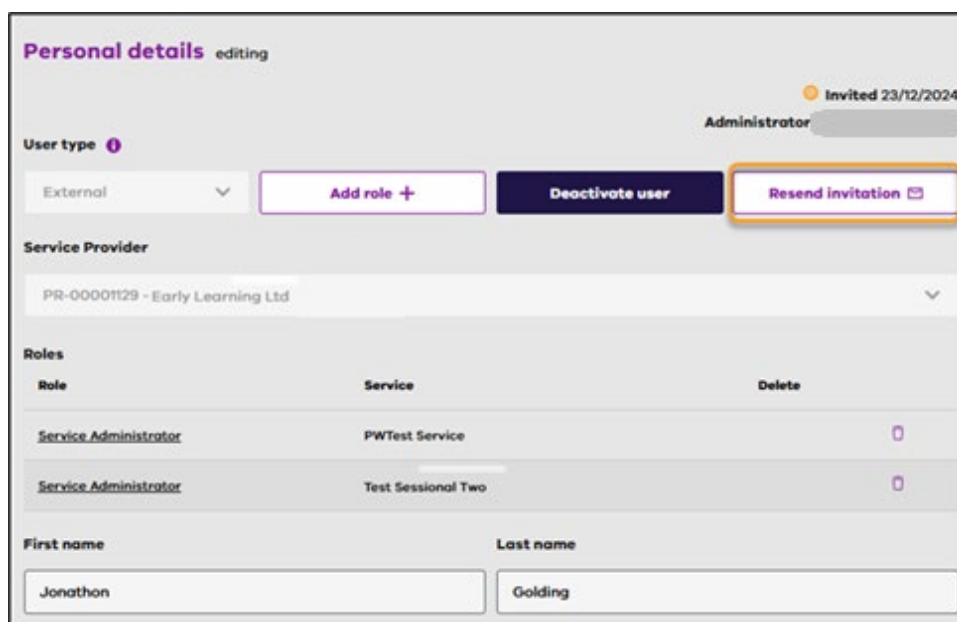 Personal details editing
Invited 23/12/2024
Administrator
User type
External Add role + Deactivate user Resend invitation
Service Provider
PR-00001129 - Early Learning Ltd
Roles
Role Service Delete
Service Administrator PWTest Service
Service Administrator Test Sessional Two
First name Last name
Jonathon Golding